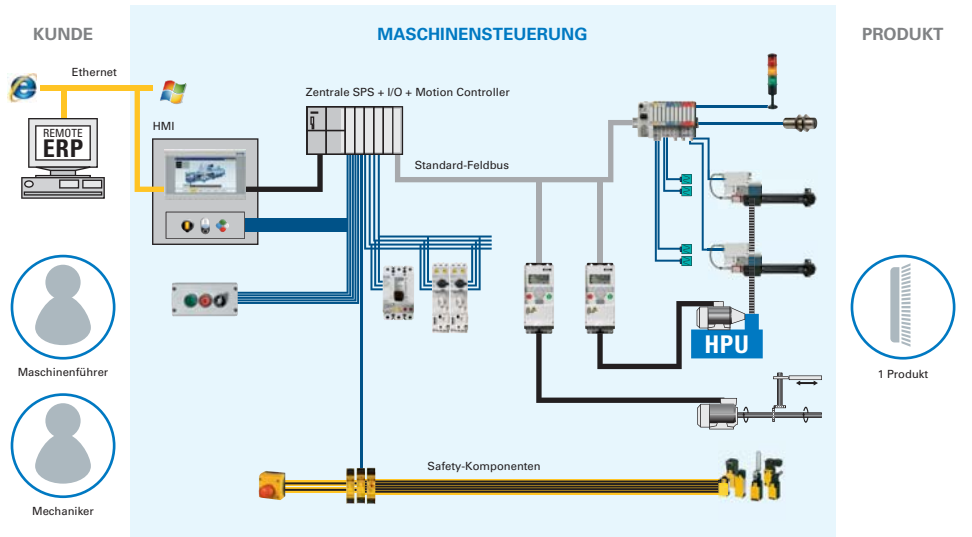 KUNDE
MASCHINENSTEUERUNG
PRODUKT
Ethernet
Zentrale SPS + I/O + Motion Controller
HMI
REMOTE
ERP
Standard-Feldbus
HPU
Maschinenführer
1 Produkt
Safety-Komponenten
Mechaniker